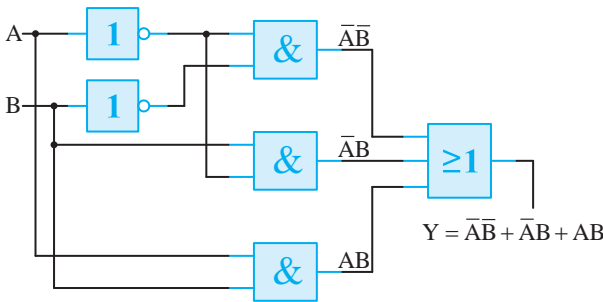 A 1 & A̅B̅
B 1
& A̅B ≥1
Y = A̅B̅ + A̅B + AB
& AB